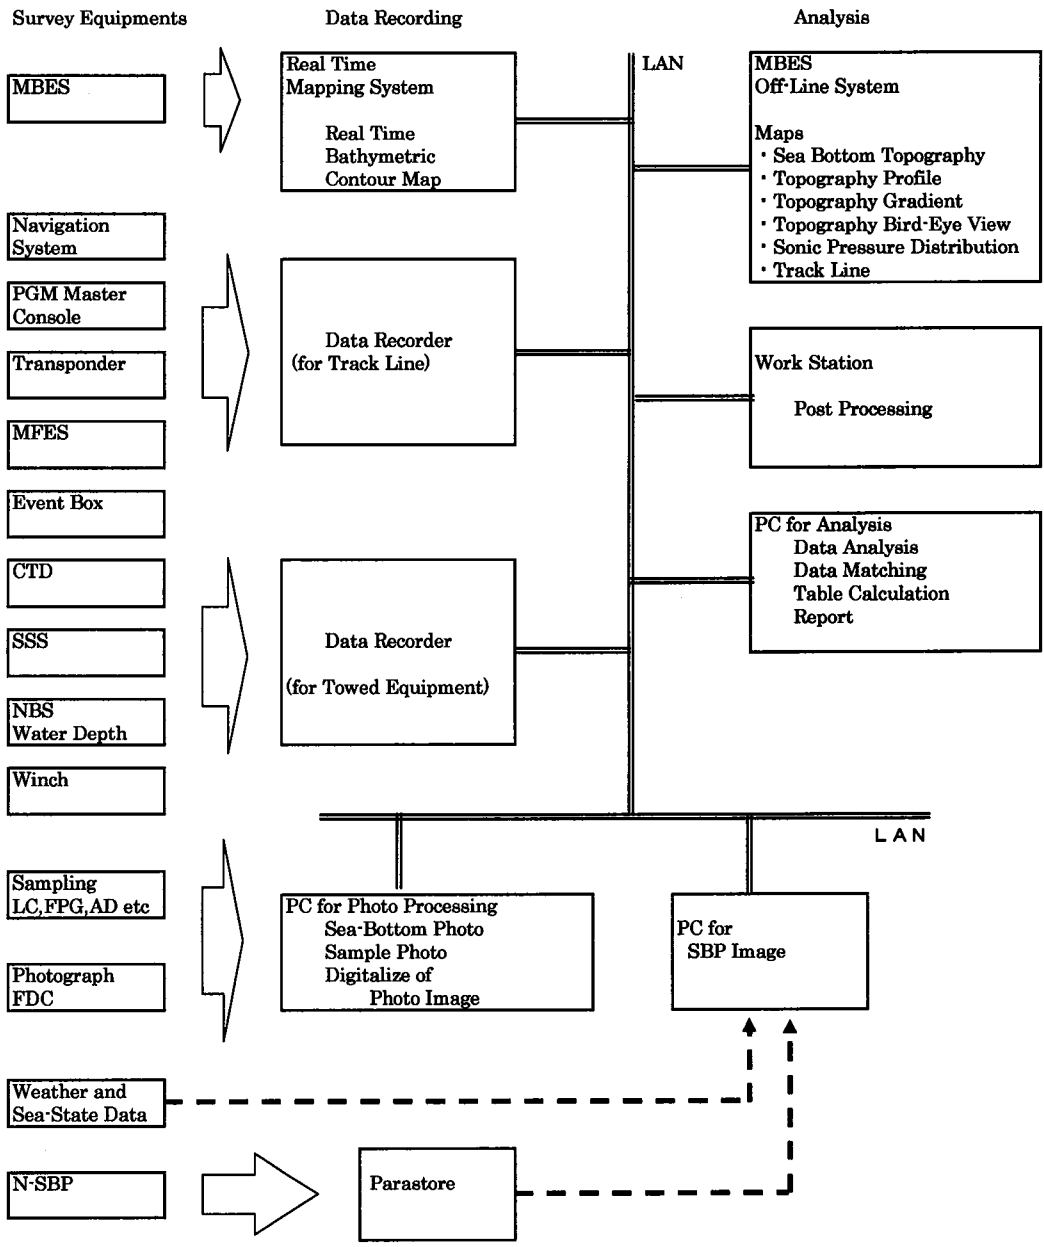 Survey Equipments
Data Recording
Analysis
MBES
Navigation
System
PGM Master
Console
Transponder
MFES
Event Box
CTD
SSS
NBS
Water Depth
Winch
Sampling
LC,FPG,AD etc
Photograph
FDC
Weather and
Sea-State Data
N-SBP
Real Time
Mapping System
Real Time
Bathymetric
Contour Map
Data Recorder
(for Track Line)
Data Recorder
(for Towed Equipment)
PC for Photo Processing
Sea-Bottom Photo
Sample Photo
Digitalize of
Photo Image
Parastore
LAN
LAN
MBES
Off-Line System
Maps
・Sea Bottom Topography
・Topography Profile
・Topography Gradient
・Topography Bird-Eye View
・Sonic Pressure Distribution
・Track Line
Work Station
Post Processing
PC for Analysis
Data Analysis
Data Matching
Table Calculation
Report
PC for
SBP Image